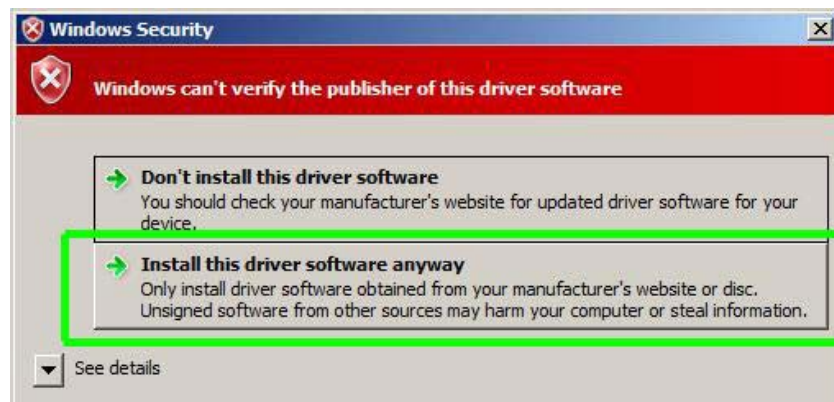 Windows Security
Windows can't verify the publisher of this driver software
Don't install this driver software
You should check your manufacturer's website for updated driver software for your
device.
Install this driver software anyway
Only install driver software obtained from your manufacturer's website or disc.
Unsigned software from other sources may harm your computer or steal information.
See details